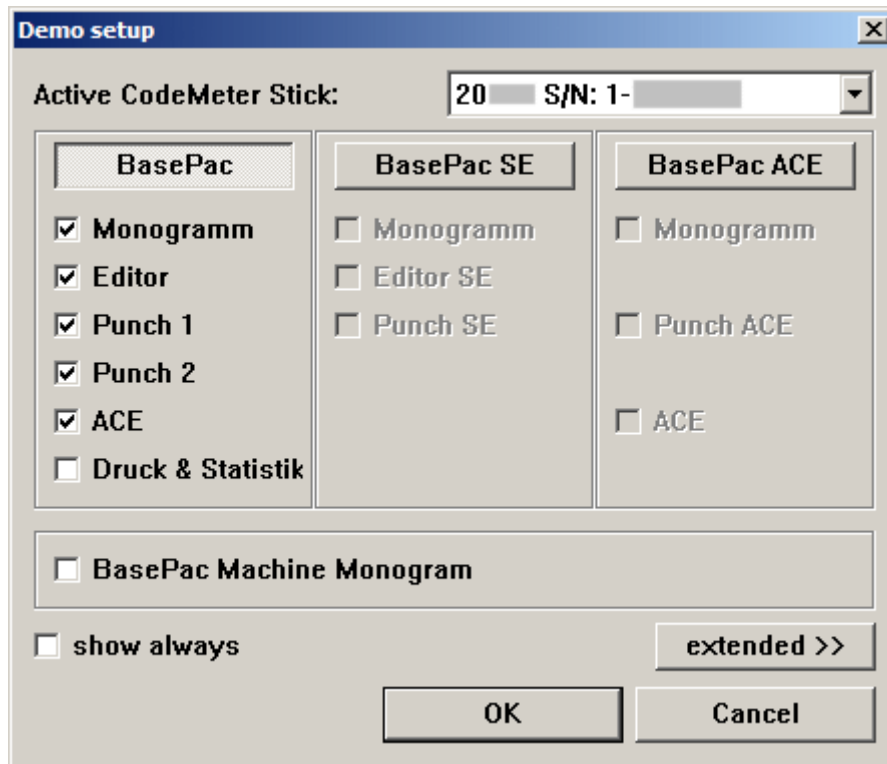 Demo setup
Active CodeMeter Stick:
20 S/N: 1-
BasePac
Monogramm
Editor
Punch 1
Punch 2
ACE
Druck & Statistik
BasePac SE
Monogramm
Editor SE
Punch SE
BasePac ACE
Monogramm
Punch ACE
ACE
BasePac Machine Monogram
show always
extended >>
OK
Cancel